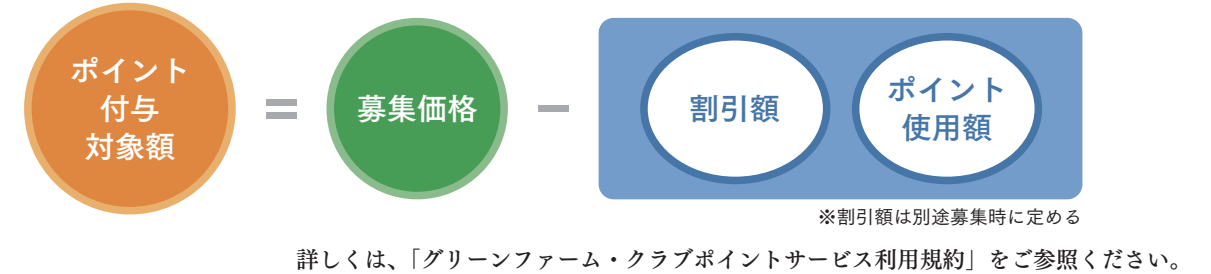 ポイント
付与
対象額
=
募集価格
−
割引額
ポイント
使用額
※割引額は別途募集時に定める
詳しくは、「グリーンファーム・クラブポイントサービス利用規約」をご参照ください。